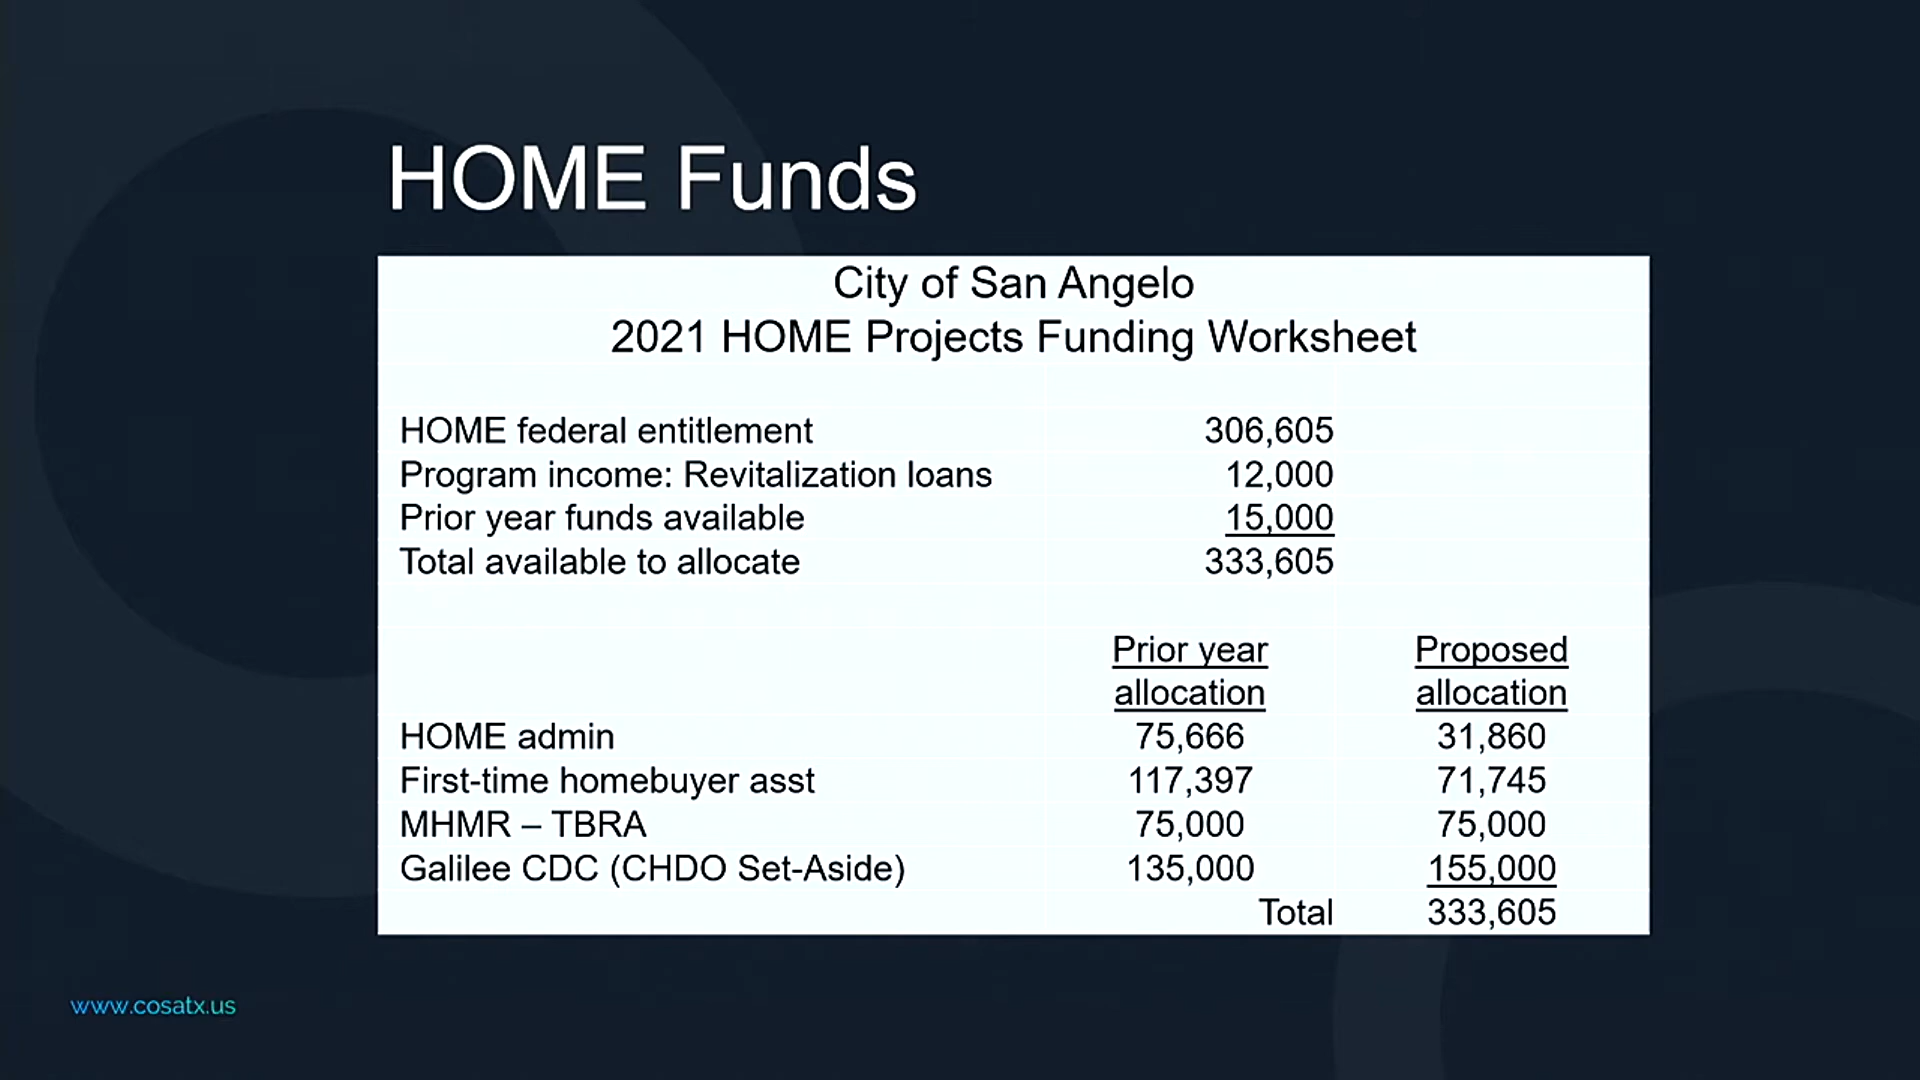 HOME Funds
City of San Angelo
2021 HOME Projects Funding Worksheet
HOME federal entitlement 306,605
Program income: Revitalization loans 12,000
Prior year funds available 15,000
Total available to allocate 333,605
Prior year Proposed
allocation allocation
HOME admin 75,666 31,860
First-time homebuyer asst 117,397 71,745
MHMR – TBRA 75,000 75,000
Galilee CDC (CHDO Set-Aside) 135,000 155,000
Total 333,605
www.cosatx.us